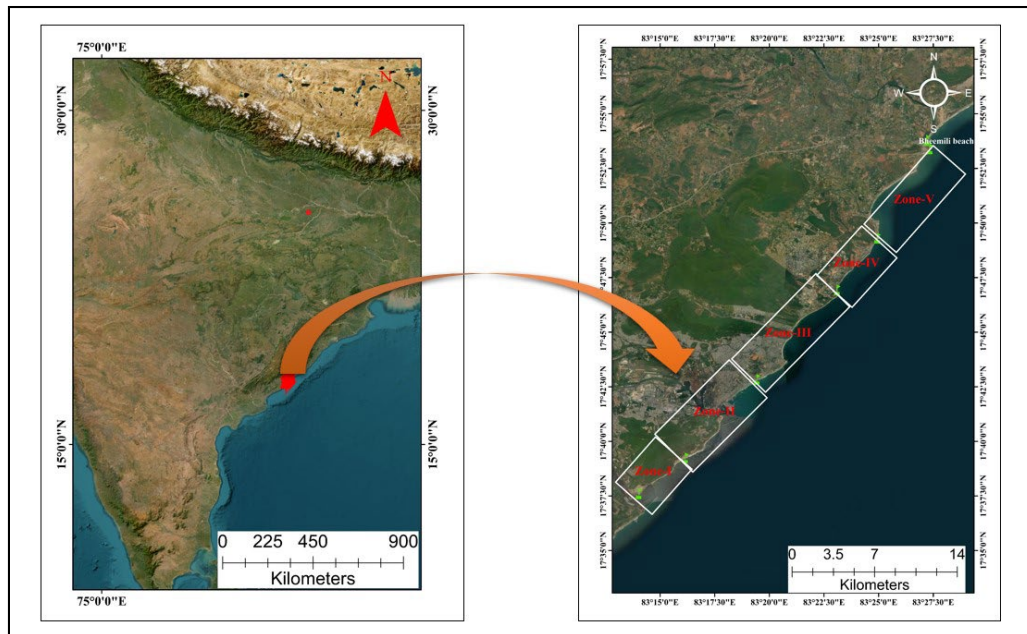 75°0'0"E
30°0'0"N
30°0'0"N
N
15°0'0"N
15°0'0"N
0 225 450 900
Kilometers
75°0'0"E
83°15'0"E 83°17'30"E 83°20'0"E 83°22'30"E 83°25'0"E 83°27'30"E
17°57'30"N
17°57'30"N
17°55'0"N
17°55'0"N
17°52'30"N
17°52'30"N
17°50'0"N
17°50'0"N
17°47'30"N
17°47'30"N
17°45'0"N
17°45'0"N
17°42'30"N
17°42'30"N
17°40'0"N
17°40'0"N
17°37'30"N
17°37'30"N
17°35'0"N
17°35'0"N
N
W E
S
Bheemili beach
Zone-V
Zone-IV
Zone-III
Zone-II
Zone-I
0 3.5 7 14
Kilometers
83°15'0"E 83°17'30"E 83°20'0"E 83°22'30"E 83°25'0"E 83°27'30"E